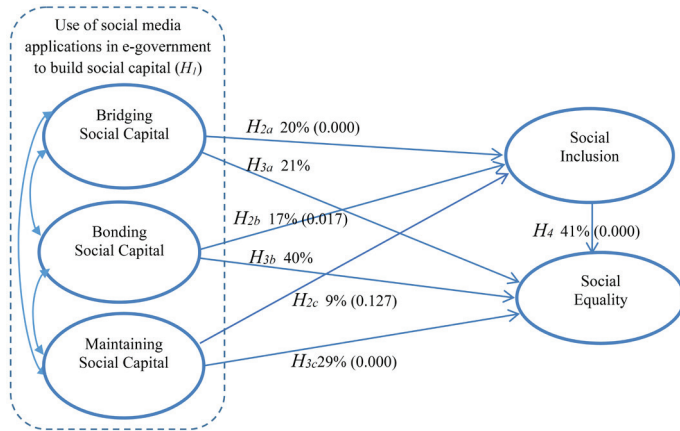 Use of social media
applications in e-government
to build social capital (H1)
Bridging
Social Capital
H2a 20% (0.000)
Social
Inclusion
H3a 21%
H2b 17% (0.017)
Bonding
Social Capital
H4 41% (0.000)
H3b 40%
Social
Equality
H2c 9% (0.127)
Maintaining
Social Capital
H3c29% (0.000)